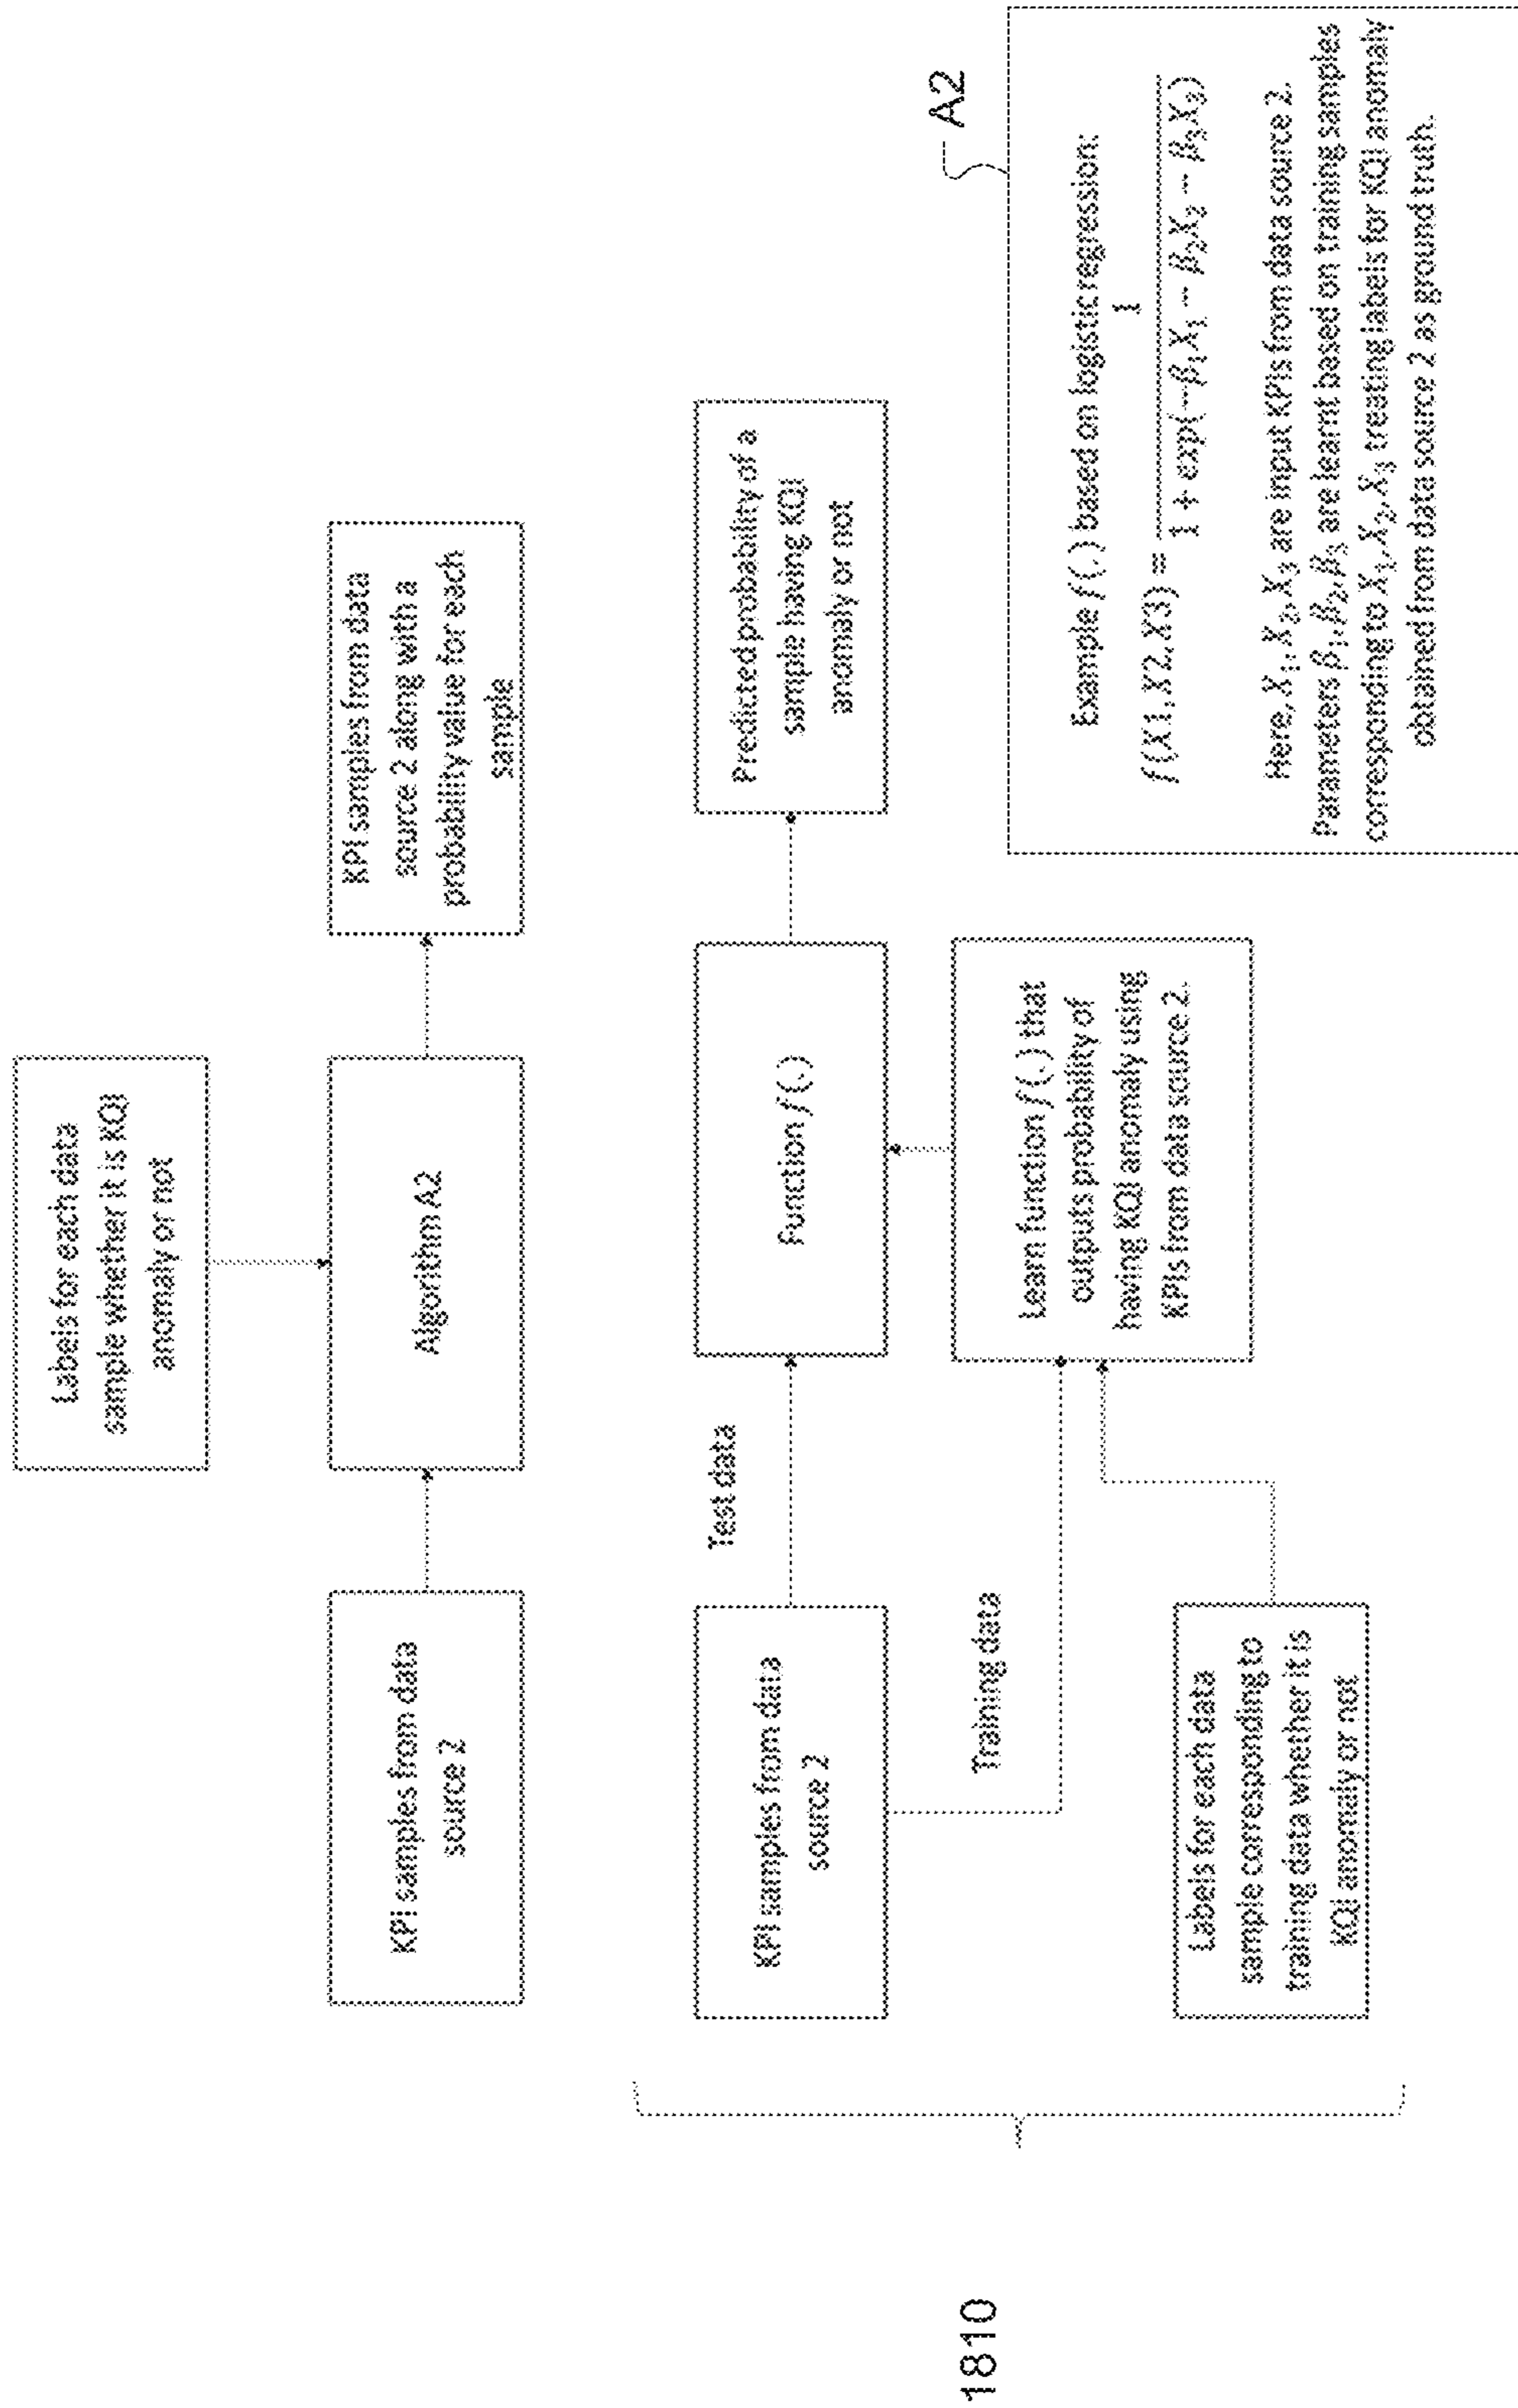 Labels for each data
sample whether it is KQI
anomaly or not
KPI samples from data
source 2
Algorithm A2
KPI samples from data
source 2 along with a
probability value for each
sample
1810
KPI samples from data
source 2
Test data
Function f(.)
Predicted probability of a
sample having KQI
anomaly or not
Training data
Labels for each data
sample corresponding to
training data whether it is
KQI anomaly or not
Learn function f(.) that
outputs probability of
having KQI anomaly using
KPIs from data source 2.
A2
Example f(.) based on logistic regression:
f(X1,X2,X3) = 1 / 1 + exp(−β₁X₁ − β₂X₂ − β₃X₃)
Here, X₁, X₂, X₃ are input KPIs from data source 2.
Parameters β₁, β₂, β₃ are learnt based on training samples
corresponding to X₁, X₂, X₃ treating labels for KQI anomaly
obtained from data source 2 as ground truth.